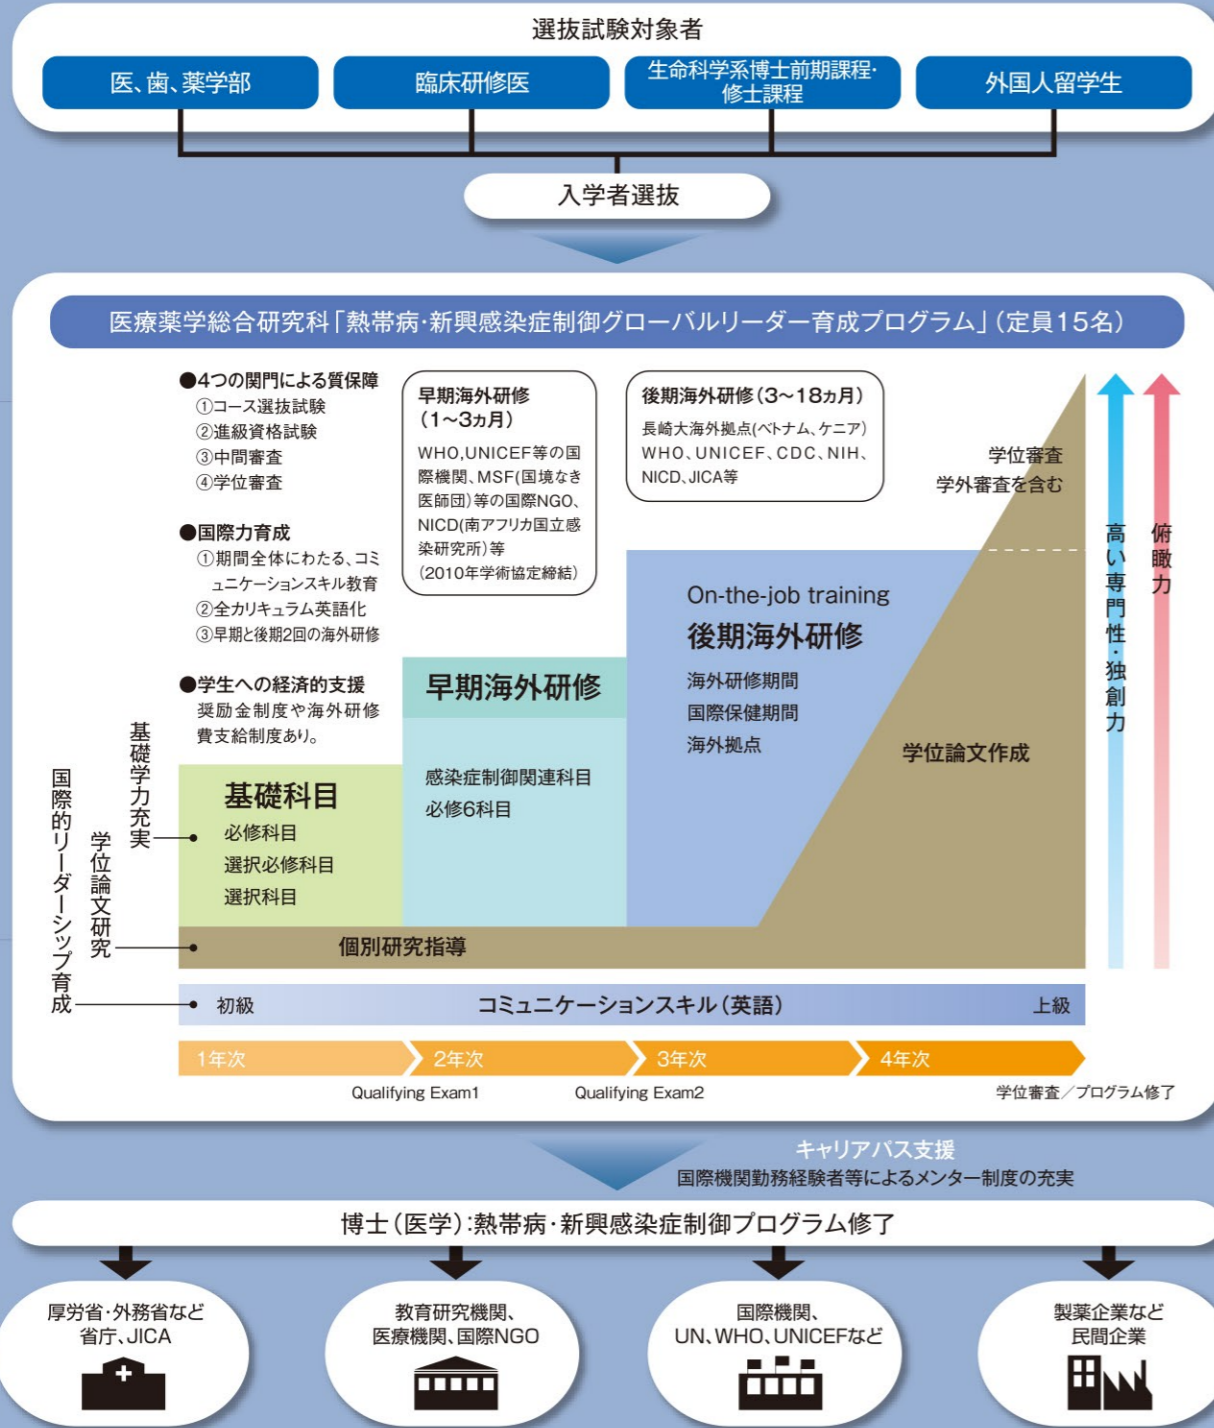 選抜試験対象者
医、歯、薬学部
臨床研修医
生命科学系博士前期課程・
修士課程
外国人留学生
入学者選抜
医療薬学総合研究科「熱帯病・新興感染症制御グローバルリーダー育成プログラム」(定員15名)
●4つの関門による質保障
①コース選抜試験
②進級資格試験
③中間審査
④学位審査
●国際力育成
①期間全体にわたる、コミ
ュニケーションスキル教育
②全カリキュラム英語化
③早期と後期2回の海外研修
●学生への経済的支援
奨励金制度や海外研修
費支給制度あり。
早期海外研修
(1〜3ヵ月)
WHO,UNICEF等の国
際機関、MSF(国境なき
医師団)等の国際NGO、
NICD(南アフリカ国立感
染研究所)等
(2010年学術協定締結)
後期海外研修(3〜18ヵ月)
長崎大海外拠点(ベトナム、ケニア)
WHO、UNICEF、CDC、NIH、
NICD、JICA等
学位審査
学外審査を含む
高い専門性・独創力
俯瞰力
On-the-job training
後期海外研修
海外研修期間
国際保健期間
海外拠点
早期海外研修
感染症制御関連科目
必修6科目
学位論文作成
基礎科目
必修科目
選択必修科目
選択科目
基礎学力充実
学位論文研究
国際的リーダーシップ育成
個別研究指導
初級
コミュニケーションスキル(英語)
上級
1年次
2年次
3年次
4年次
Qualifying Exam1
Qualifying Exam2
学位審査／プログラム修了
キャリアパス支援
国際機関勤務経験者等によるメンター制度の充実
博士(医学):熱帯病・新興感染症制御プログラム修了
厚労省・外務省など
省庁、JICA
教育研究機関、
医療機関、国際NGO
国際機関、
UN、WHO、UNICEFなど
製薬企業など
民間企業